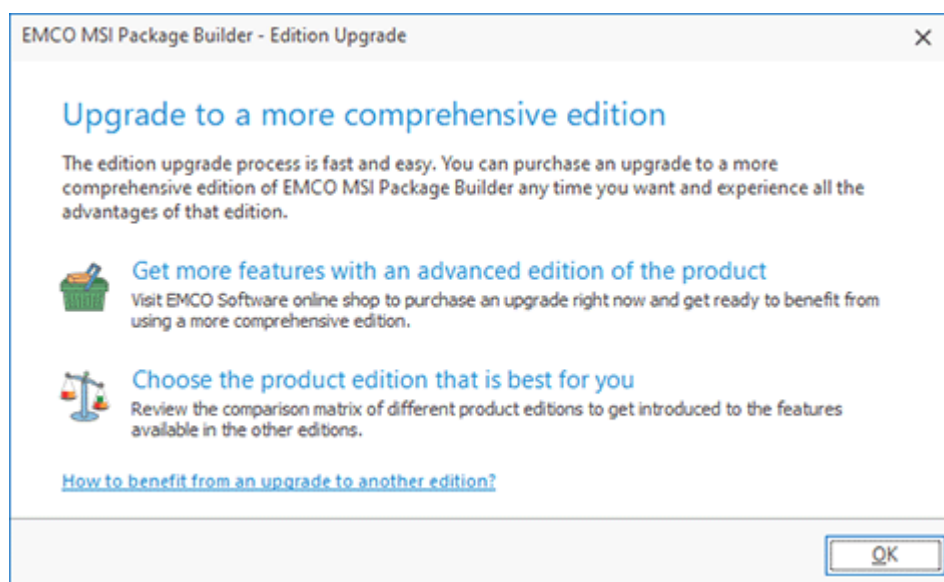 EMCO MSI Package Builder - Edition Upgrade
Upgrade to a more comprehensive edition
The edition upgrade process is fast and easy. You can purchase an upgrade to a more
comprehensive edition of EMCO MSI Package Builder any time you want and experience all the
advantages of that edition.
Get more features with an advanced edition of the product
Visit EMCO Software online shop to purchase an upgrade right now and get ready to benefit from
using a more comprehensive edition.
Choose the product edition that is best for you
Review the comparison matrix of different product editions to get introduced to the features
available in the other editions.
How to benefit from an upgrade to another edition?
OK